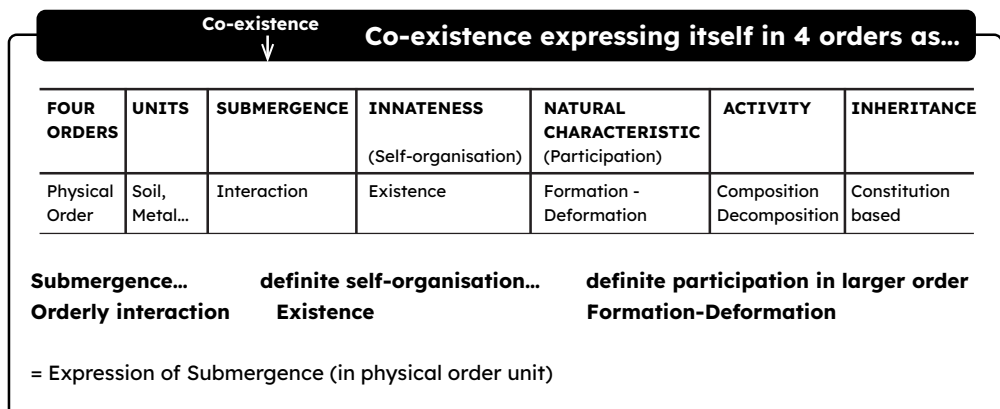 Co-existence
Co-existence expressing itself in 4 orders as...
FOUR ORDERS UNITS SUBMERGENCE INNATENESS (Self-organisation) NATURAL CHARACTERISTIC (Participation) ACTIVITY INHERITANCE
Physical Order Soil, Metal... Interaction Existence Formation - Deformation Composition Decomposition Constitution based
Submergence... definite self-organisation... definite participation in larger order
Orderly interaction Existence Formation-Deformation
= Expression of Submergence (in physical order unit)